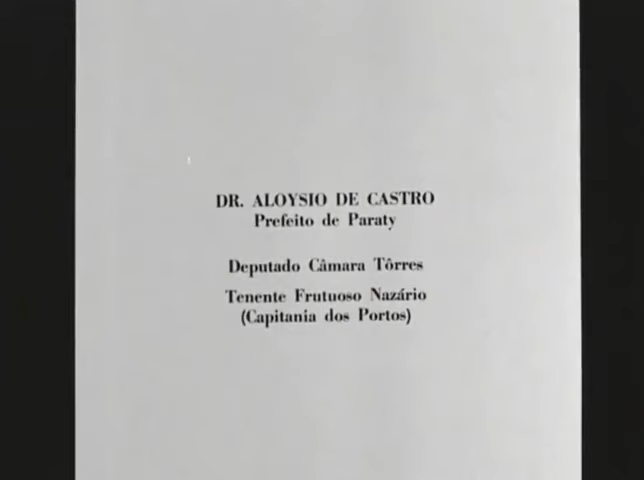 DR. ALOYSIO DE CASTRO
Prefeito de Paraty
Deputado Câmara Tôrres
Tenente Frutuoso Nazário
(Capitania dos Portos)